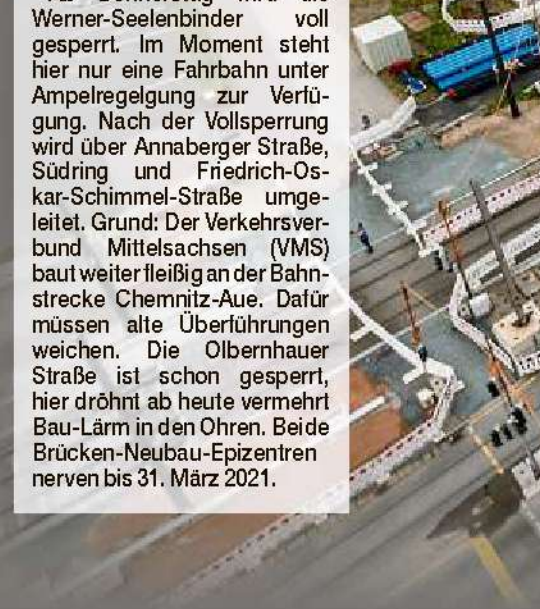 Werner-Seelenbinder voll
gesperrt. Im Moment steht
hier nur eine Fahrbahn unter
Ampelregelgung zur Verfü-
gung. Nach der Vollsperrung
wird über Annaberger Straße,
Südring und Friedrich-Os-
kar-Schimmel-Straße umge-
leitet. Grund: Der Verkehrsver-
bund Mittelsachsen (VMS)
baut weiter fleißig an der Bahn-
strecke Chemnitz-Aue. Dafür
müssen alte Überführungen
weichen. Die Olbernhauer
Straße ist schon gesperrt,
hier dröhnt ab heute vermehrt
Bau-Lärm in den Ohren. Beide
Brücken-Neubau-Epizentren
nerven bis 31. März 2021.